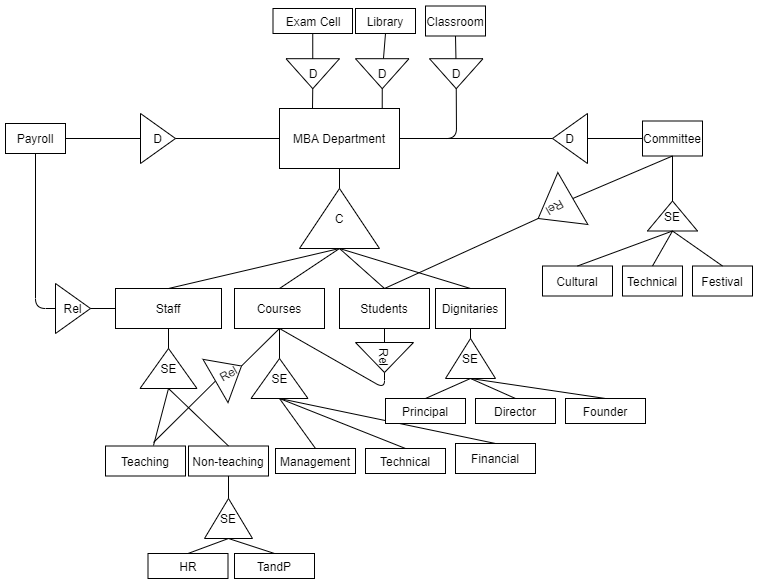 Exam Cell
Library
Classroom
D
D
D
Payroll
D
MBA Department
D
Committee
Rel
C
SE
Cultural
Technical
Festival
Rel
Staff
Courses
Students
Dignitaries
SE
Rel
SE
Rel
SE
Principal
Director
Founder
Teaching
Non-teaching
Management
Technical
Financial
SE
HR
TandP